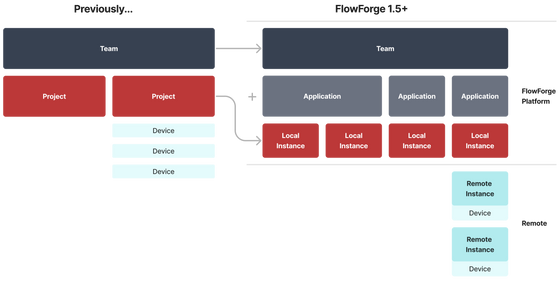 Previously...
FlowForge 1.5+
Team
Team
Project
Project
+
Application
Application
Application
FlowForge
Platform
Device
Device
Device
Local
Instance
Local
Instance
Local
Instance
Local
Instance
Remote
Instance
Device
Remote
Remote
Instance
Device